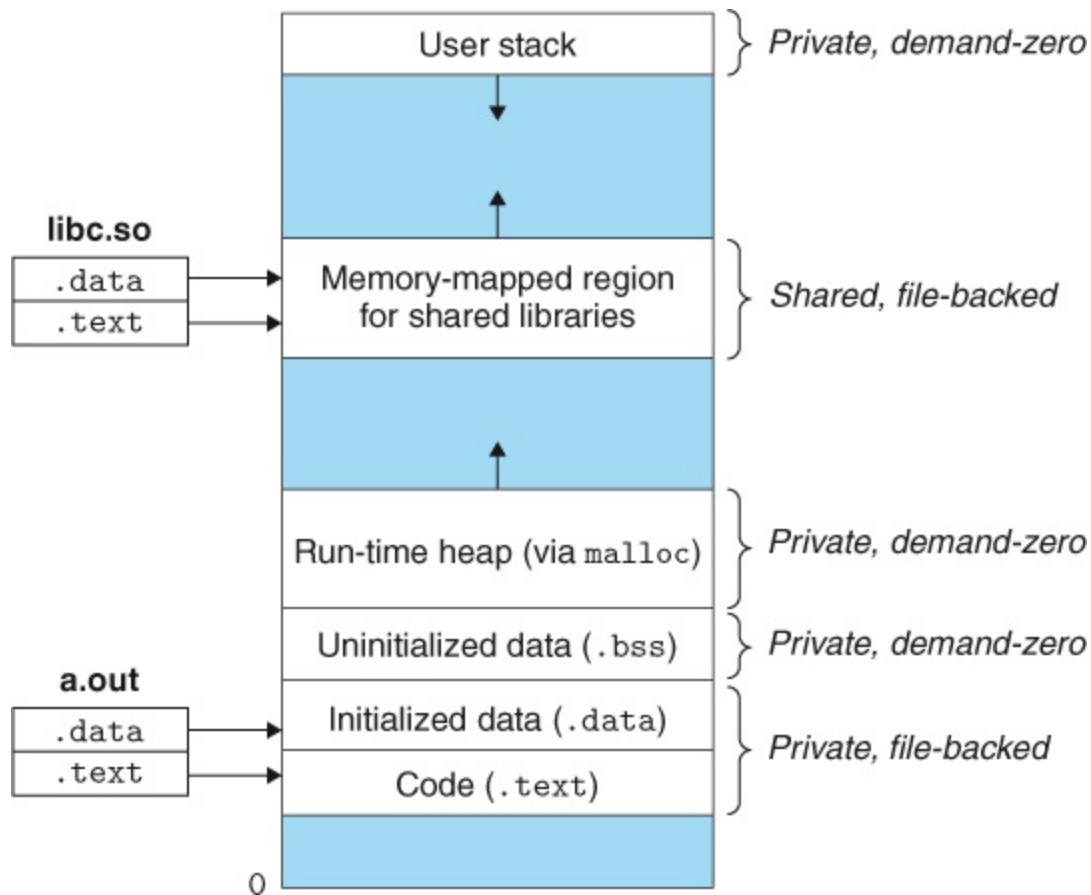 User stack
Private, demand-zero
libc.so
.data
.text
Memory-mapped region
for shared libraries
Shared, file-backed
Run-time heap (via malloc)
Private, demand-zero
Uninitialized data (.bss)
Private, demand-zero
a.out
.data
.text
Initialized data (.data)
Code (.text)
Private, file-backed
0